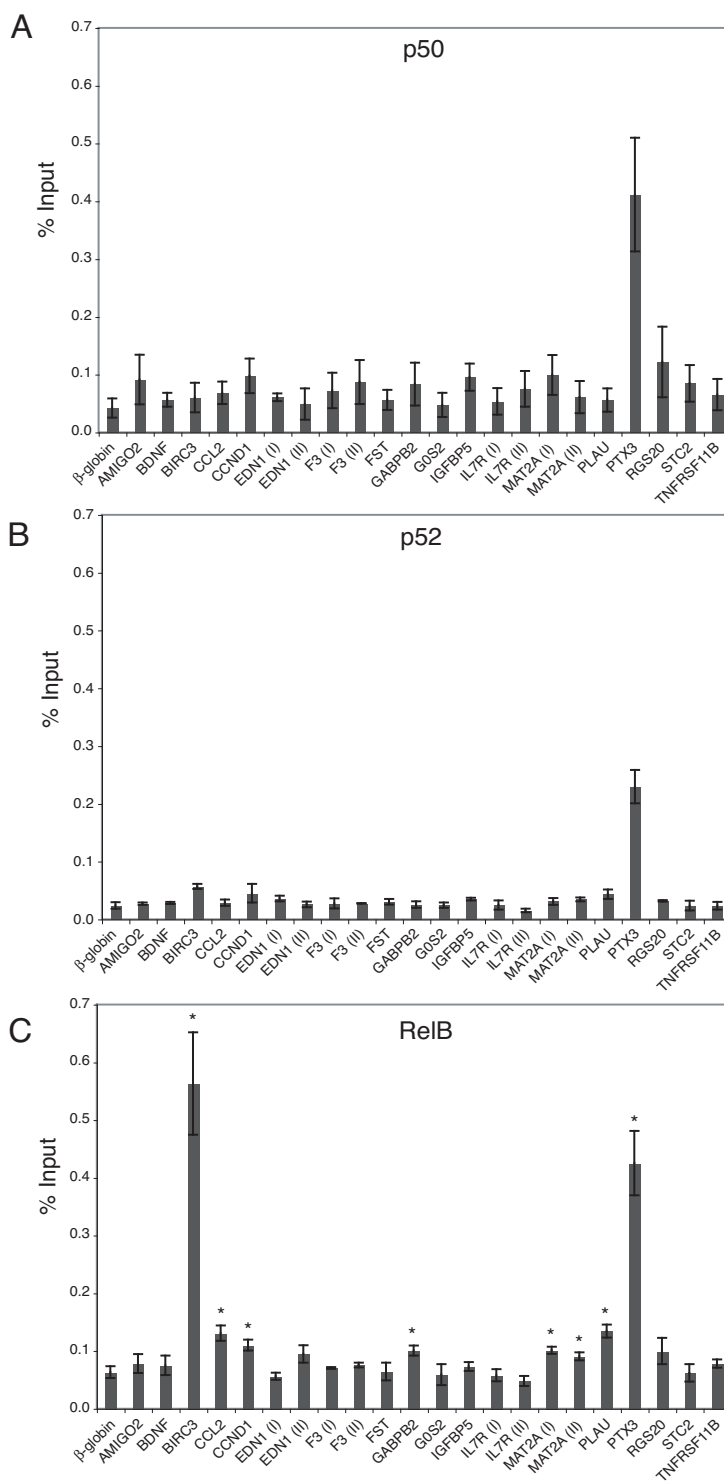 A
p50
% Input
0.7
0.6
0.5
0.4
0.3
0.2
0.1
0.0
β-globin
AMIGO2
BDNF
BIRC3
CCL2
CCND1
EDN1 (I)
EDN1 (II)
F3 (I)
F3 (II)
FST
GABPB2
G0S2
IGFBP5
IL7R (I)
IL7R (II)
MAT2A (I)
MAT2A (II)
PLAU
PTX3
RGS20
STC2
TNFRSF11B
B
p52
% Input
0.7
0.6
0.5
0.4
0.3
0.2
0.1
0.0
β-globin
AMIGO2
BDNF
BIRC3
CCL2
CCND1
EDN1 (I)
EDN1 (II)
F3 (I)
F3 (II)
FST
GABPB2
G0S2
IGFBP5
IL7R (I)
IL7R (II)
MAT2A (I)
MAT2A (II)
PLAU
PTX3
RGS20
STC2
TNFRSF11B
C
RelB
% Input
0.7
0.6
0.5
0.4
0.3
0.2
0.1
0.0
*
*
*
*
*
*
*
*
β-globin
AMIGO2
BDNF
BIRC3
CCL2
CCND1
EDN1 (I)
EDN1 (II)
F3 (I)
F3 (II)
FST
GABPB2
G0S2
IGFBP5
IL7R (I)
IL7R (II)
MAT2A (I)
MAT2A (II)
PLAU
PTX3
RGS20
STC2
TNFRSF11B